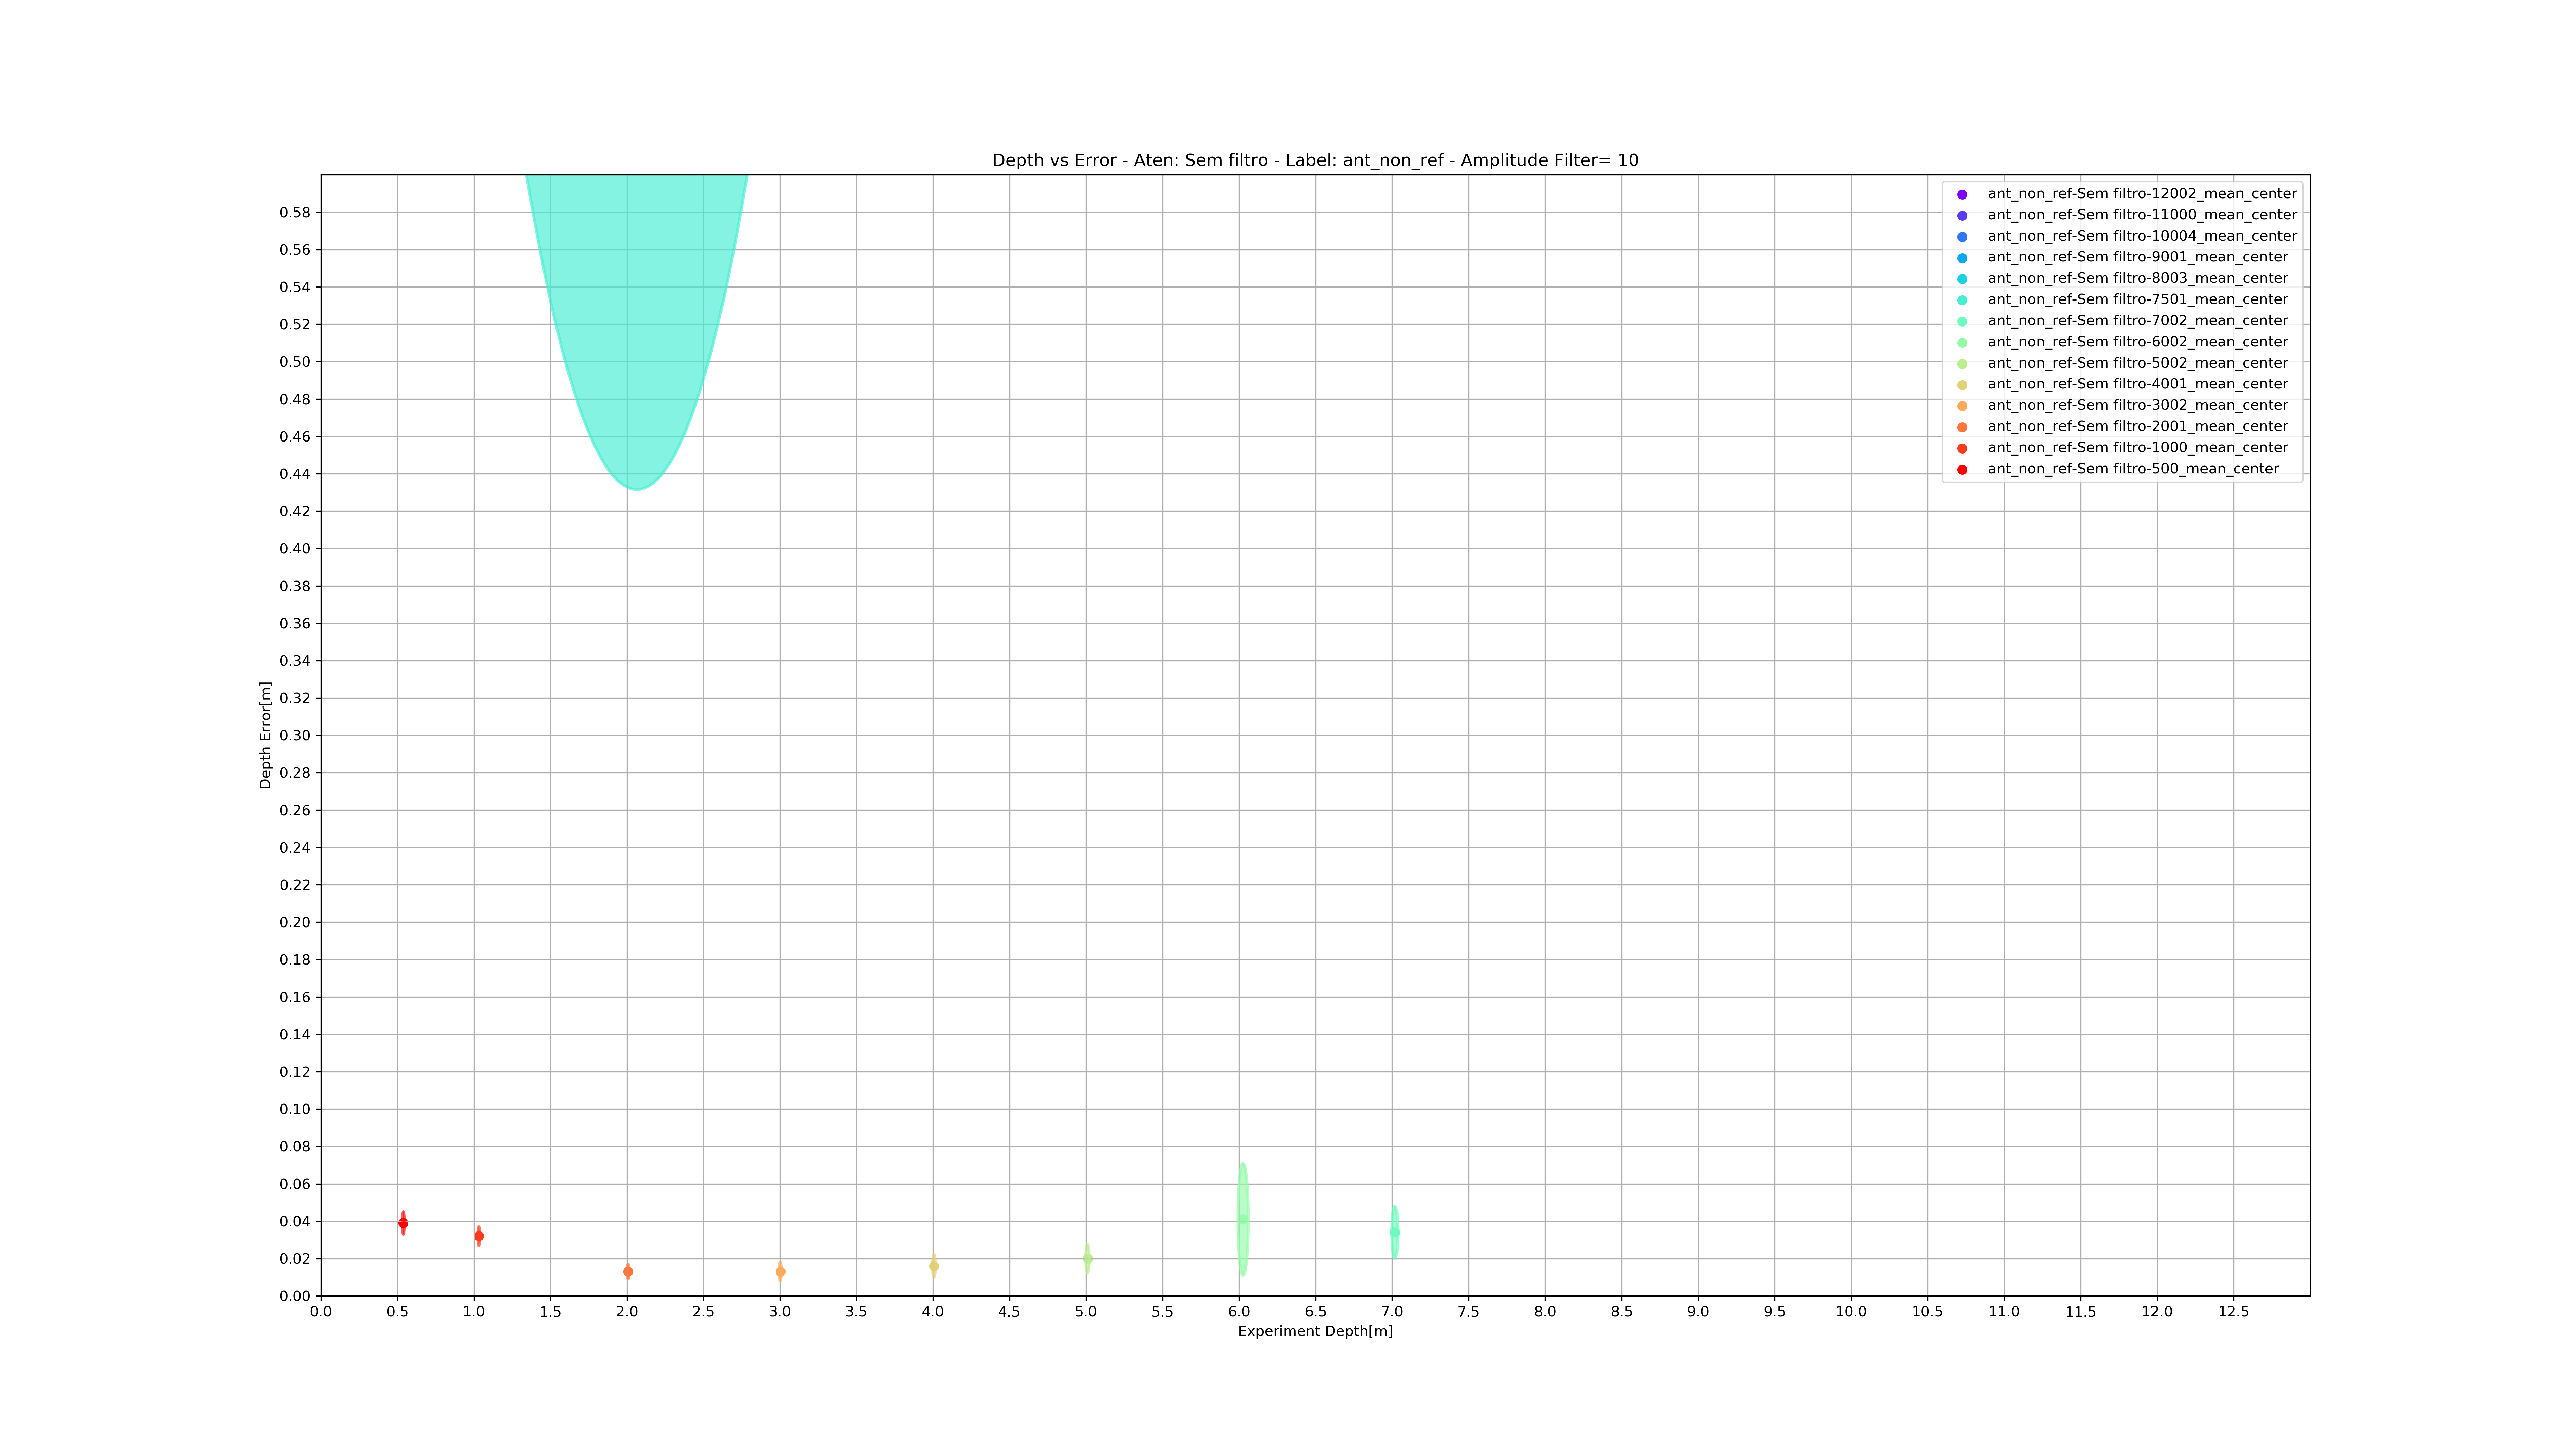 Depth vs Error - Aten: Sem filtro - Label: ant_non_ref - Amplitude Filter= 10
ant_non_ref-Sem filtro-12002_mean_center
ant_non_ref-Sem filtro-11000_mean_center
ant_non_ref-Sem filtro-10004_mean_center
ant_non_ref-Sem filtro-9001_mean_center
ant_non_ref-Sem filtro-8003_mean_center
ant_non_ref-Sem filtro-7501_mean_center
ant_non_ref-Sem filtro-7002_mean_center
ant_non_ref-Sem filtro-6002_mean_center
ant_non_ref-Sem filtro-5002_mean_center
ant_non_ref-Sem filtro-4001_mean_center
ant_non_ref-Sem filtro-3002_mean_center
ant_non_ref-Sem filtro-2001_mean_center
ant_non_ref-Sem filtro-1000_mean_center
ant_non_ref-Sem filtro-500_mean_center
Depth Error[m]
0.58
0.56
0.54
0.52
0.50
0.48
0.46
0.44
0.42
0.40
0.38
0.36
0.34
0.32
0.30
0.28
0.26
0.24
0.22
0.20
0.18
0.16
0.14
0.12
0.10
0.08
0.06
0.04
0.02
0.00
0.0 0.5 1.0 1.5 2.0 2.5 3.0 3.5 4.0 4.5 5.0 5.5 6.0 6.5 7.0 7.5 8.0 8.5 9.0 9.5 10.0 10.5 11.0 11.5 12.0 12.5
Experiment Depth[m]